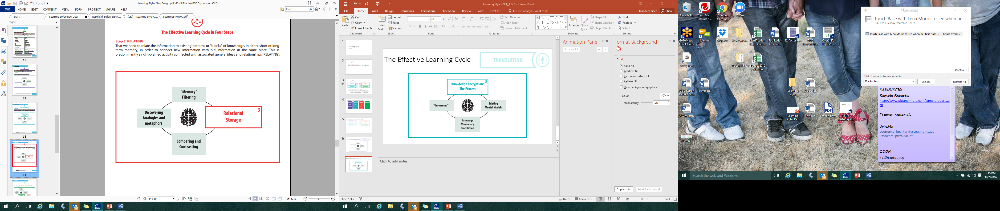 Learning Styles New Design.pdf - Foxit PhantomPDF Express for ASUS
FILE HOME EDIT COMMENT VIEW FORM PROTECT SHARE HELP
Find
Start
Learning Styles New Desi...
Rapid Skill Builder LEAR...
(LSI) -- Learning Style Q...
LearningStylesFG.pdf
Pages
11
12
13
14
The Effective Learning Cycle in Four Steps
Step 3: RELATING
That we need to relate the information to existing patterns or "blocks" of knowledge, in either short or long
term memory, in order to connect new information with old information in the same place. This is
predominantly a right-brained activity connected with associated general ideas and relationships (RELATING).
“Memory”
Filtering
3
Relational
Storage
Discovering
Analogies and
metaphors
Comparing and
Contrasting
14 / 19
96.32%
Learning Styles PPT_3.22.16 - PowerPoint
File Home Insert Design Transitions Animations Slide Show Review View Foxit PDF Tell me what you want to do
Jennifer Larsen Share
Paste
Cut
Copy
Format Painter
Clipboard
New
Slide
Layout
Reset
Section
Slides
28
Font
Text Direction
Align Text
Convert to SmartArt
Paragraph
Arrange
Quick
Styles
Shape Fill
Shape Outline
Shape Effects
Drawing
Find
Replace
Select
Editing
1
2
3
4
5
6
7
The Effective Learning Cycle
TRANSLATING
2
Knowledge Encryption:
The Process
“Unlearning”
Existing
Mental Models
Language
Vocabulary
Translation
Click to add notes
Slide 7 of 7
Notes Comments
57%
Animation Pane
Play All
Format Background
Fill
Solid fill
Gradient fill
Picture or texture fill
Pattern fill
Hide background graphics
Color
Transparency
0%
Apply to All
Reset Background
Recycle Bin
Trend Micro
Internet S...
Google
Chrome
Zoom
GoToMeet...
Quick Con...
join.me
Dropbox
Assessmen...
Certification
List - Asses...
Facilitation
Coachin...
12-factor_b...
DiSC
Integrated ...
OverShift,
Tight & ...
VT System
Personal Files
Budget 2016
- Shortcut
DiSC Report
Debrief Gu...
Template
Learning
Style
Coursebk
DiSCMaster...
Learning
Styles PP...
instgde
LearningSty...
(LSI) --
Learning St...
Picture1
1 Reminder(s)
Touch Base with Lena Morris to see when her ...
1:30 PM Tuesday, March 22, 2016
Touch Base with Lena Morris to see when her first class ... 3 hours overdue
Dismiss
Click Snooze to be reminded in:
30 minutes
Snooze
Dismiss All
RESOURCES
Sample Reports:
http://www.platinumrule.com/samplereports.a
sp
Trainer materials
Join.Me
Username: bparker@assessments.ws
Password: pws5900929
ZOOM:
redheadbugsy
Search the web and Windows
5:15 PM
3/22/2016